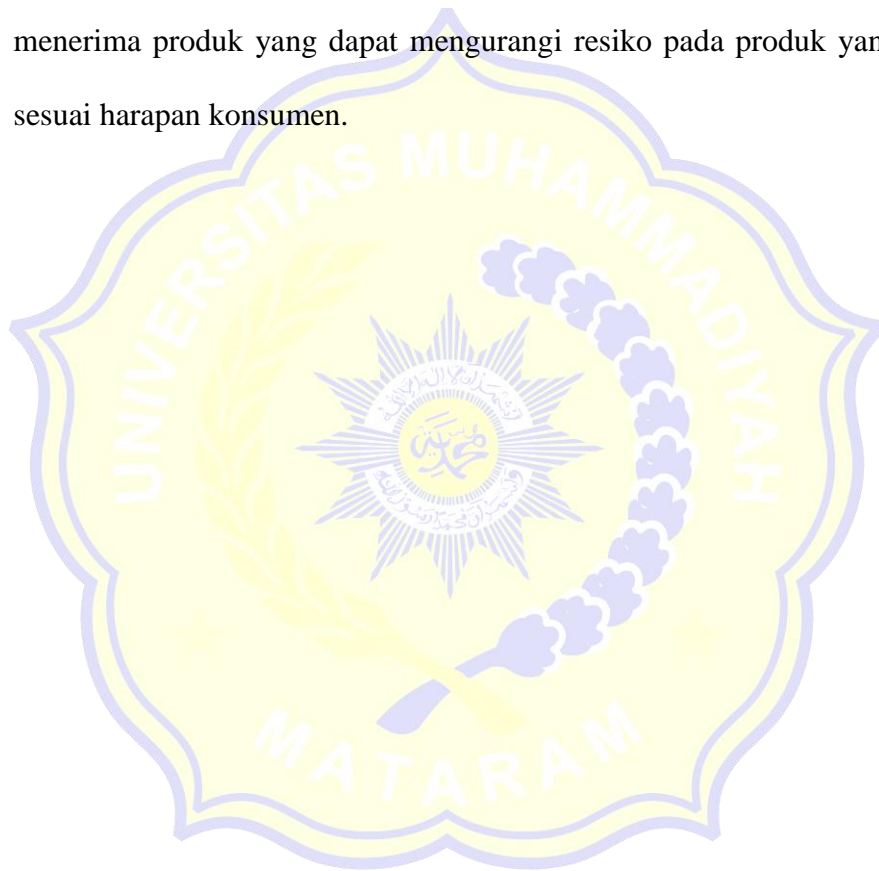 menerima produk yang dapat mengurangi resiko pada produk yan
sesuai harapan konsumen.
UNIVERSITAS MUHAMMADIYAH
MATARAM